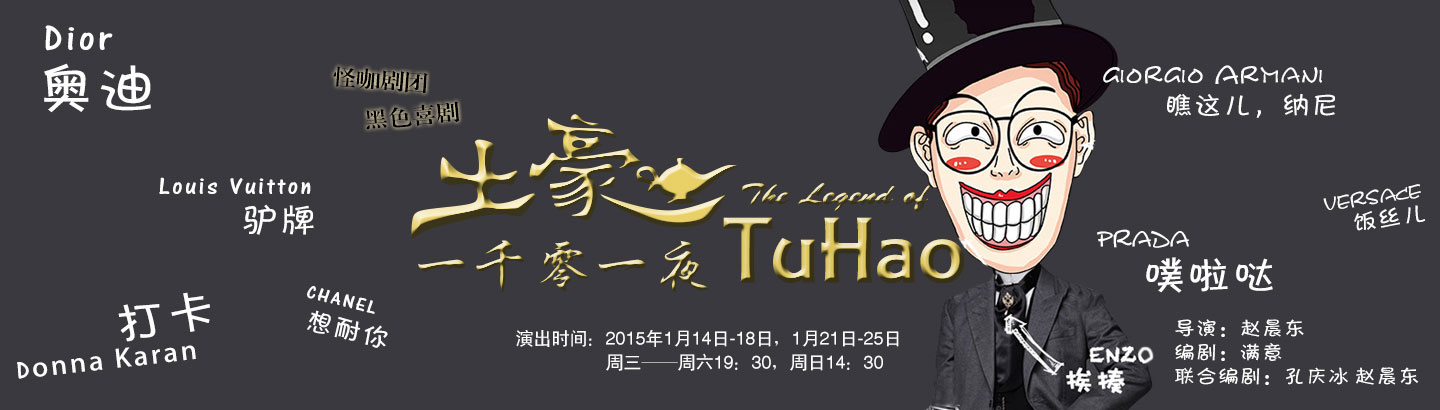 Dior
奥迪
怪咖剧团
黑色喜剧
Louis Vuitton
驴牌
打卡
Donna Karan
CHANEL
想耐你
土豪
The Legend of
一千零一夜
TuHao
演出时间：2015年1月14日-18日，1月21日-25日
周三——周六19：30，周日14：30
GIORGIO ARMANI
瞧这儿，纳尼
VERSACE
饭丝儿
PRADA
噗啦哒
ENZO
挨揍
导演：赵晨东
编剧：满意
联合编剧：孔庆冰 赵晨东